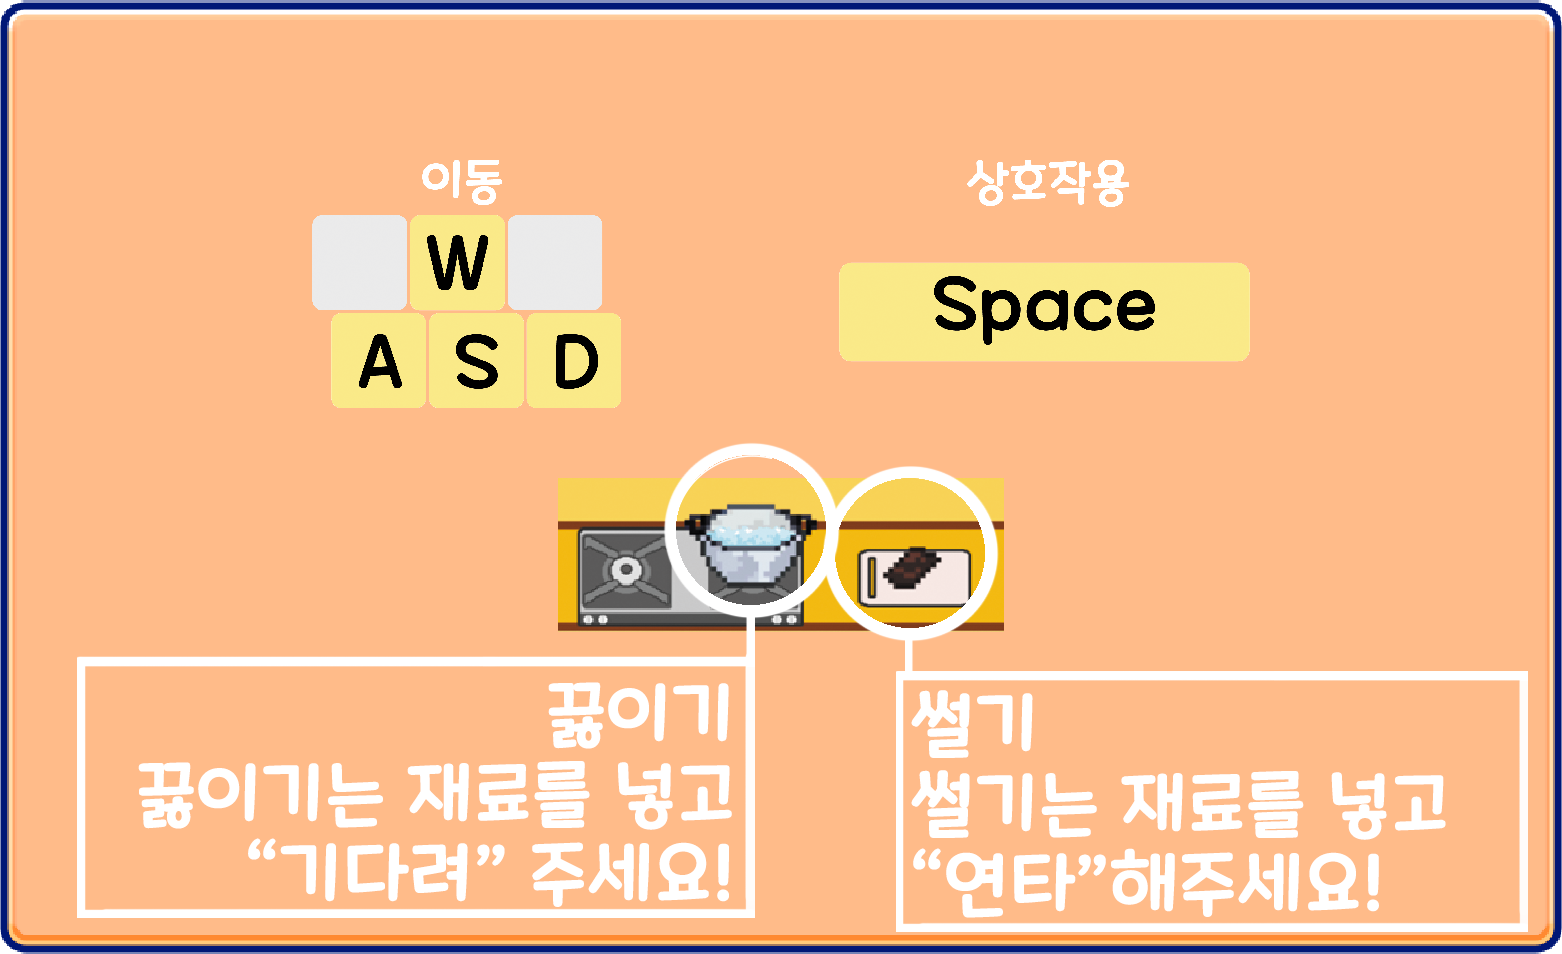 이동
상호작용
W
A S D
Space
끓이기
끓이기는 재료를 넣고
“기다려” 주세요!
썰기
썰기는 재료를 넣고
“연타”해주세요!